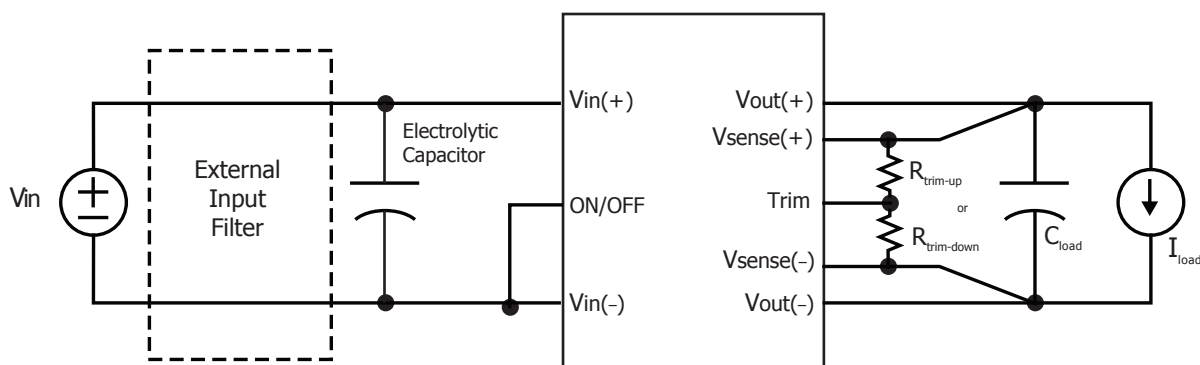 Vin
External
Input
Filter
Electrolytic
Capacitor
Vin(+)
ON/OFF
Vin(−)
Vout(+)
Vsense(+)
Trim
Vsense(−)
Vout(−)
Rtrim-up
or
Rtrim-down
Cload
Iload